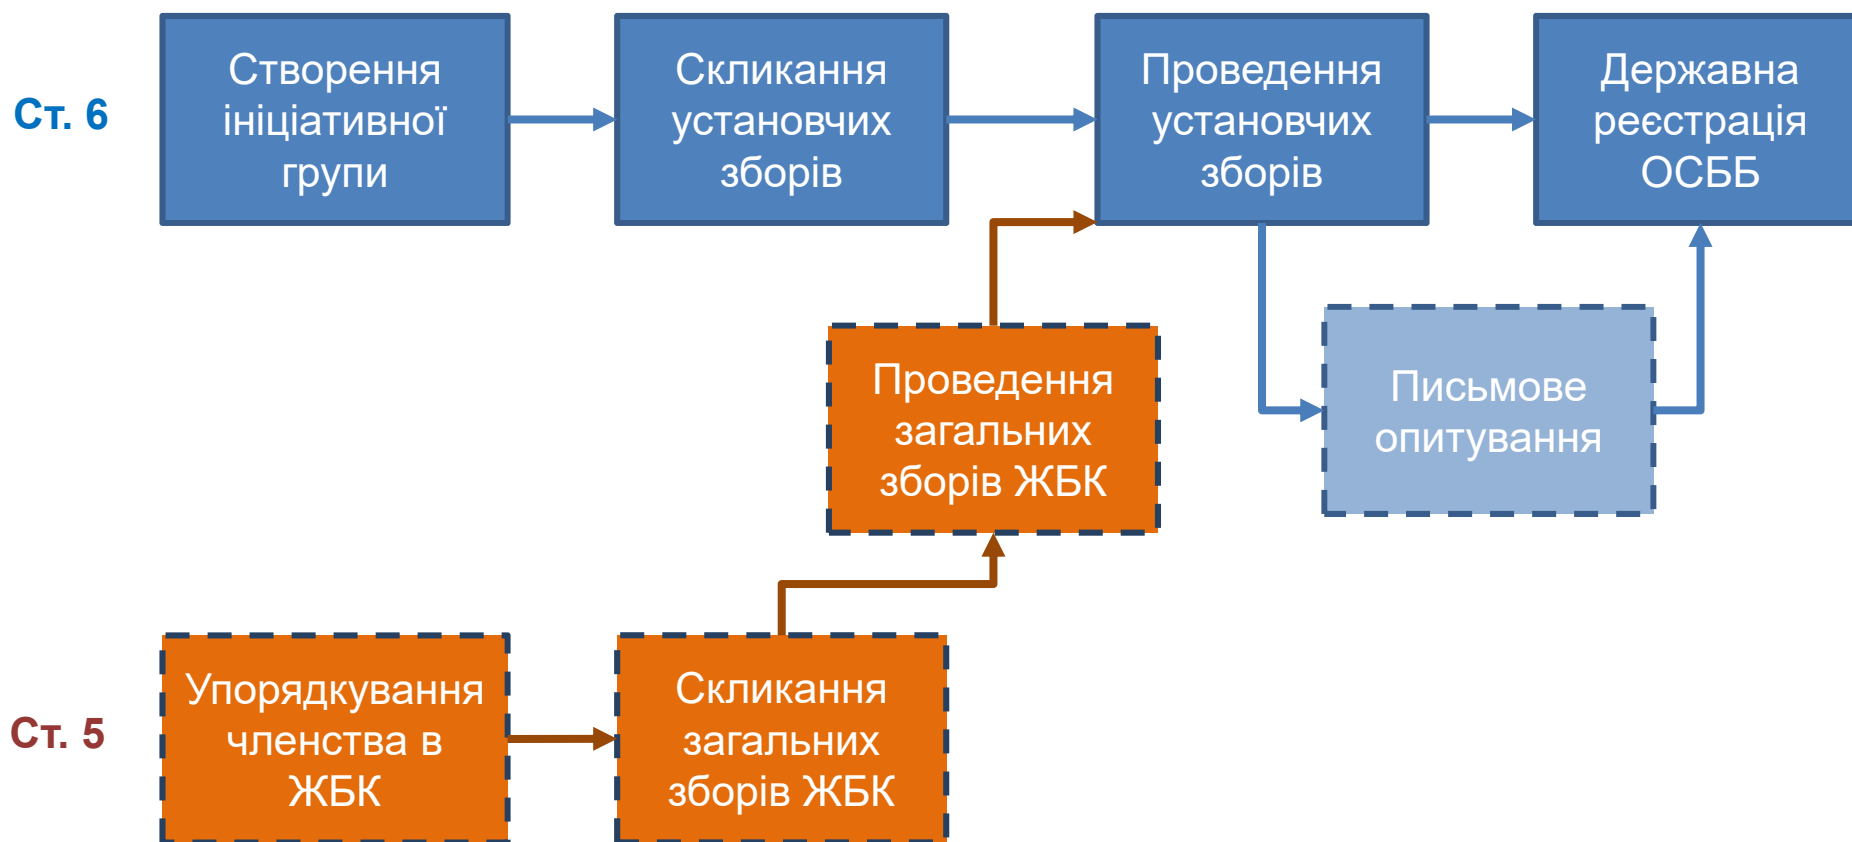 Ст. 6
Створення
ініціативної
групи
Скликання
установчих
зборів
Проведення
установчих
зборів
Державна
реєстрація
ОСББ
Проведення
загальних
зборів ЖБК
Письмове
опитування
Ст. 5
Упорядкування
членства в
ЖБК
Скликання
загальних
зборів ЖБК